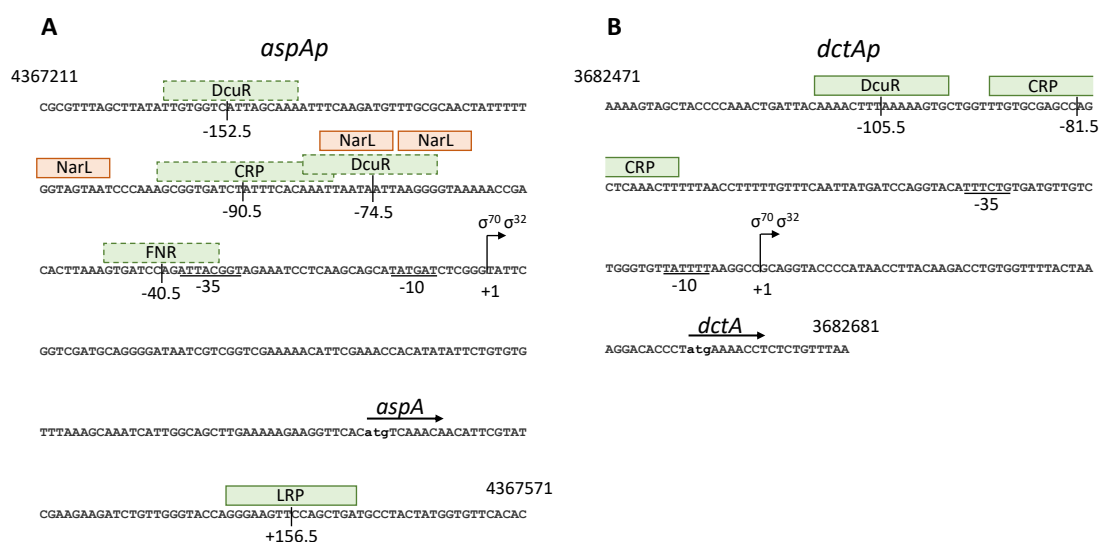 A
aspAp
4367211
DcuR
CGCGTTTAGCTTATATTGTGGTCATTAGCAAAATTTCAAGATGTTTGCGCAACTATTTTT
-152.5
NarL NarL
NarL CRP DcuR
GGTAGTAATCCCAAAGCGGTGATCTATTTCACAAATTAATAATTAAGGGGTAAAAACCGA
-90.5 -74.5
σ70 σ32
FNR
CACTTAAAGTGATCCAGATTACGGTAGAAATCCTCAAGCAGCATATGATCTCGGGTATTC
-40.5 -35 -10 +1
GGTCGATGCAGGGGATAATCGTCGGTCGAAAAACATTCGAAACCACATATATTCTGTGTG
aspA
TTTAAAGCAAATCATTGGCAGCTTGAAAAAGAAGGTTCACatgTCAAACAACATTCGTAT
LRP 4367571
CGAAGAAGATCTGTTGGGTACCAGGGAAGTTCCAGCTGATGCCTACTATGGTGTTCACAC
+156.5
B
dctAp
3682471
DcuR CRP
AAAAGTAGCTACCCCAAACTGATTACAAAACTTTAAAAAGTGCTGGTTTGTGCGAGCCAG
-105.5 -81.5
CRP
CTCAAACTTTTTAACCTTTTTGTTTCAATTATGATCCAGGTACATTTCTGTGATGTTGTC
-35
σ70 σ32
TGGGTGTTATTTTAAGGCCGCAGGTACCCCATAACCTTACAAGACCTGTGGTTTTACTAA
-10 +1
dctA 3682681
AGGACACCCTatgAAAACCTCTCTGTTTAA